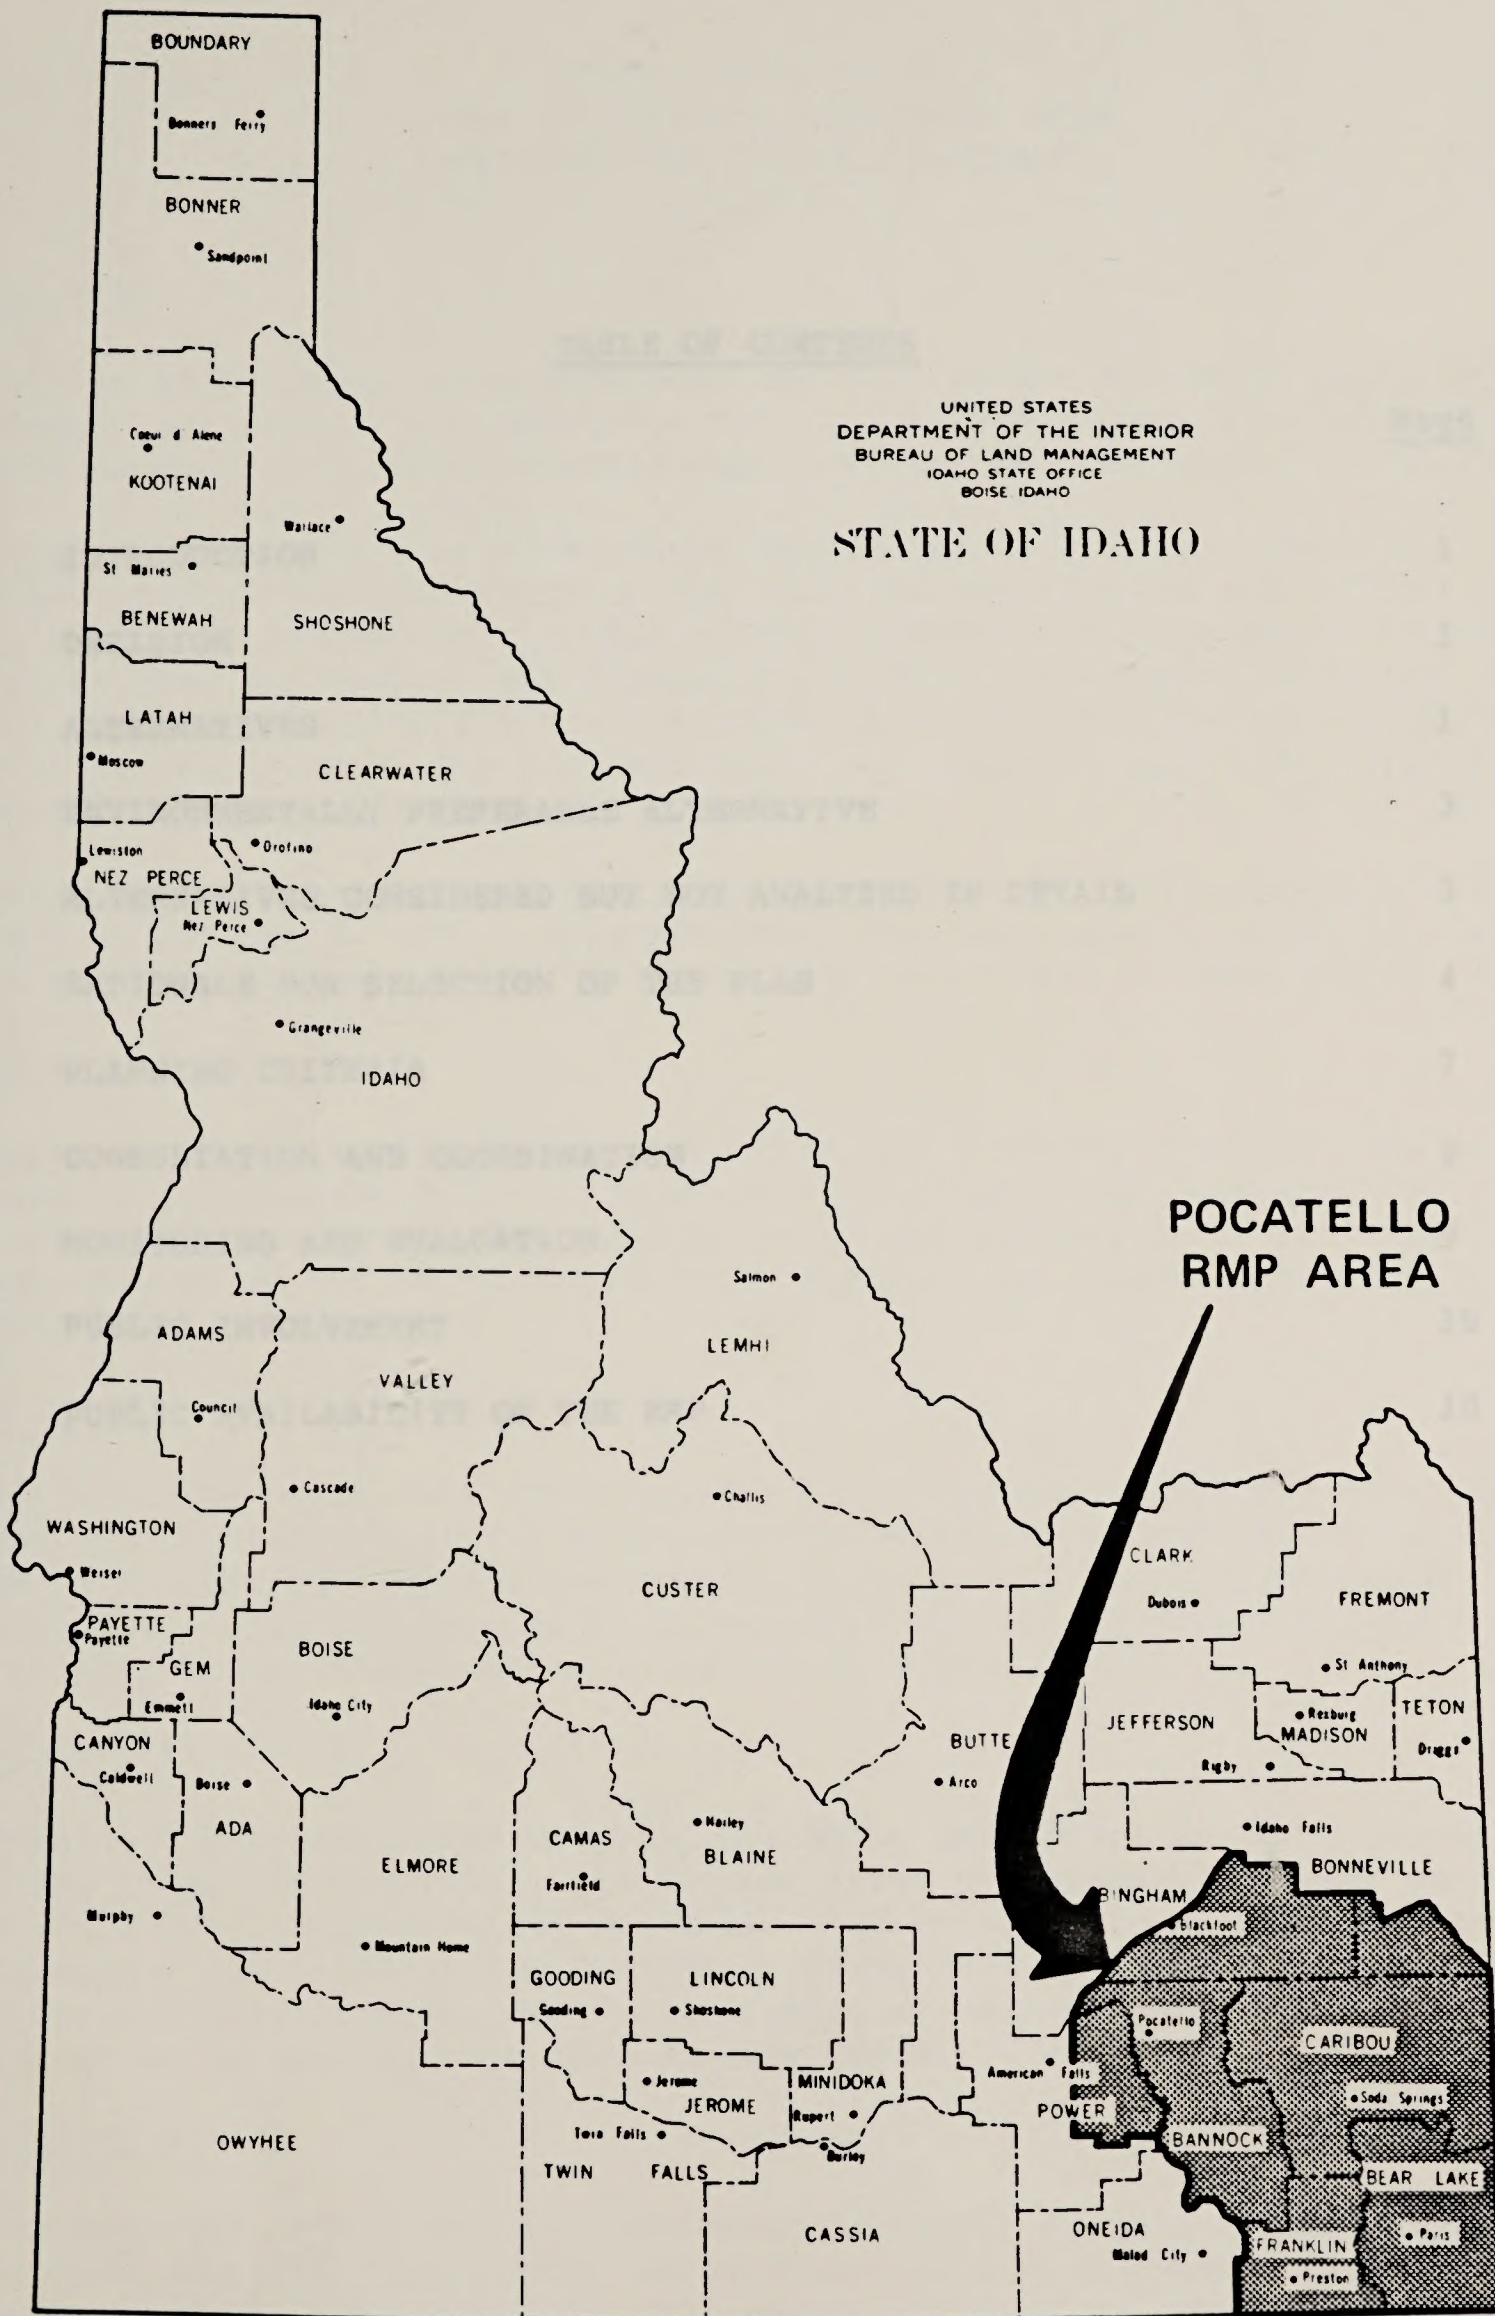 BOUNDARY
Bonners Ferry
BONNER
Sandpoint
TABLE OF CONTENTS
UNITED STATES
DEPARTMENT OF THE INTERIOR
BUREAU OF LAND MANAGEMENT
IDAHO STATE OFFICE
BOISE IDAHO
STATE OF IDAHO
Coeur d Alene
KOOTENAI
Wallace
St Maries
BENEWAH
SHOSHONE
LATAH
Moscow
CLEARWATER
Lewiston
Orofino
NEZ PERCE
LEWIS
Nez Perce
Grangeville
IDAHO
POCATELLO
RMP AREA
Salmon
ADAMS
LEMHI
VALLEY
Council
Cascade
Challis
WASHINGTON
Weiser
CLARK
CUSTER
Dubois
FREMONT
PAYETTE
Payette
BOISE
GEM
St Anthony
Emmett
Idaho City
TETON
JEFFERSON
Rexburg
MADISON
CANYON
BUTTE
Driggs
Caldwell
Boise
Rigby
Arco
ADA
Hailey
Idaho Falls
CAMAS
BLAINE
ELMORE
BONNEVILLE
Fairfield
BINGHAM
Murphy
Blackfoot
Mountain Home
GOODING
LINCOLN
Gooding
Shoshone
Pocatello
CARIBOU
American Falls
Jerome
MINIDOKA
JEROME
Rupert
POWER
Soda Springs
Twin Falls
BANNOCK
OWYHEE
Burley
TWIN FALLS
BEAR LAKE
CASSIA
ONEIDA
Malad City
FRANKLIN
Paris
Preston